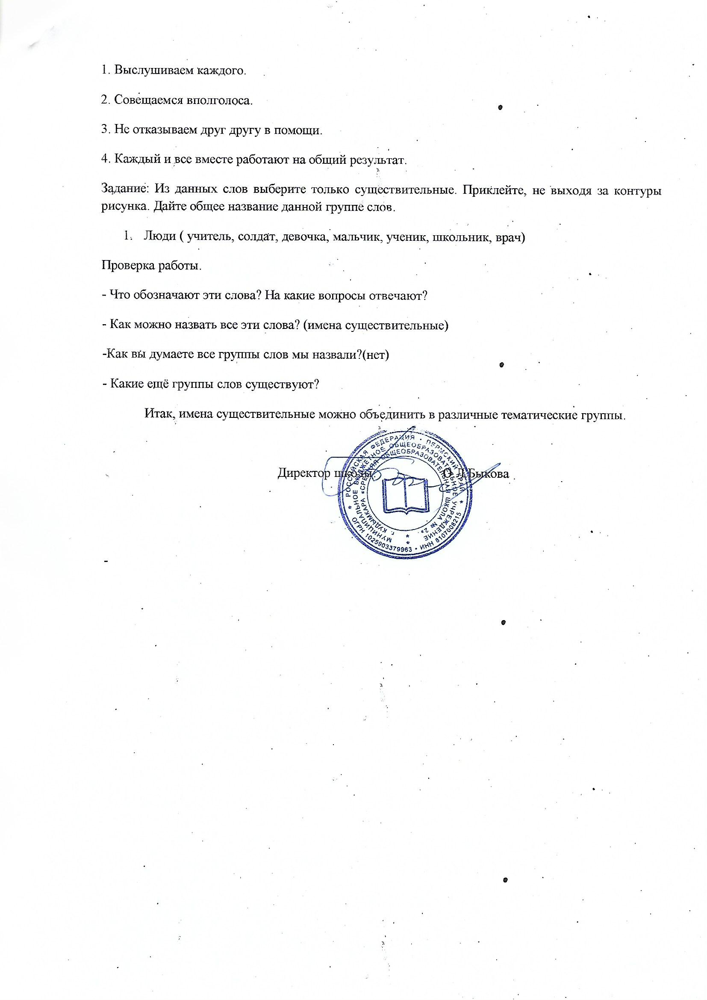 1. Выслушиваем каждого.
2. Совещаемся вполголоса.
3. Не отказываем друг другу в помощи.
4. Каждый и все вместе работают на общий результат.
Задание: Из данных слов выберите только существительные. Приклейте, не выходя за контуры
рисунка. Дайте общее название данной группе слов.
1. Люди ( учитель, солдат, девочка, мальчик, ученик, школьник, врач)
Проверка работы.
- Что обозначают эти слова? На какие вопросы отвечают?
- Как можно назвать все эти слова? (имена существительные)
-Как вы думаете все группы слов мы назвали?(нет)
- Какие ещё группы слов существуют?
Итак, имена существительные можно объединить в различные тематические группы.
Директор школы: О.Л.Быкова
* РОССИЙСКАЯ ФЕДЕРАЦИЯ • ПЕРМСКИЙ КРАЙ *
ОГРН 1025903379963 • ИНН 8107008215
МУНИЦИПАЛЬНОЕ БЮДЖЕТНОЕ ОБЩЕОБРАЗОВАТЕЛЬНОЕ УЧРЕЖДЕНИЕ *
г. КУДЫМКАРА «СРЕДНЯЯ ОБЩЕОБРАЗОВАТЕЛЬНАЯ ШКОЛА № 2». *